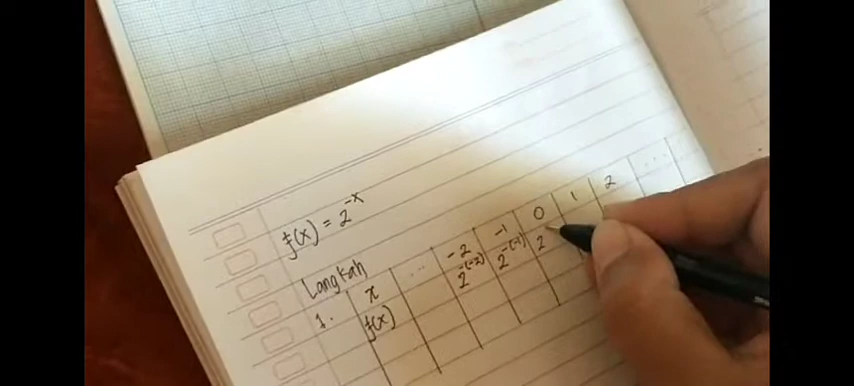 f(x) = 2^-x
Langkah
1. x ... -2 -1 0 1 2 ...
f(x) 2^-(-2) 2^-(-1) 2